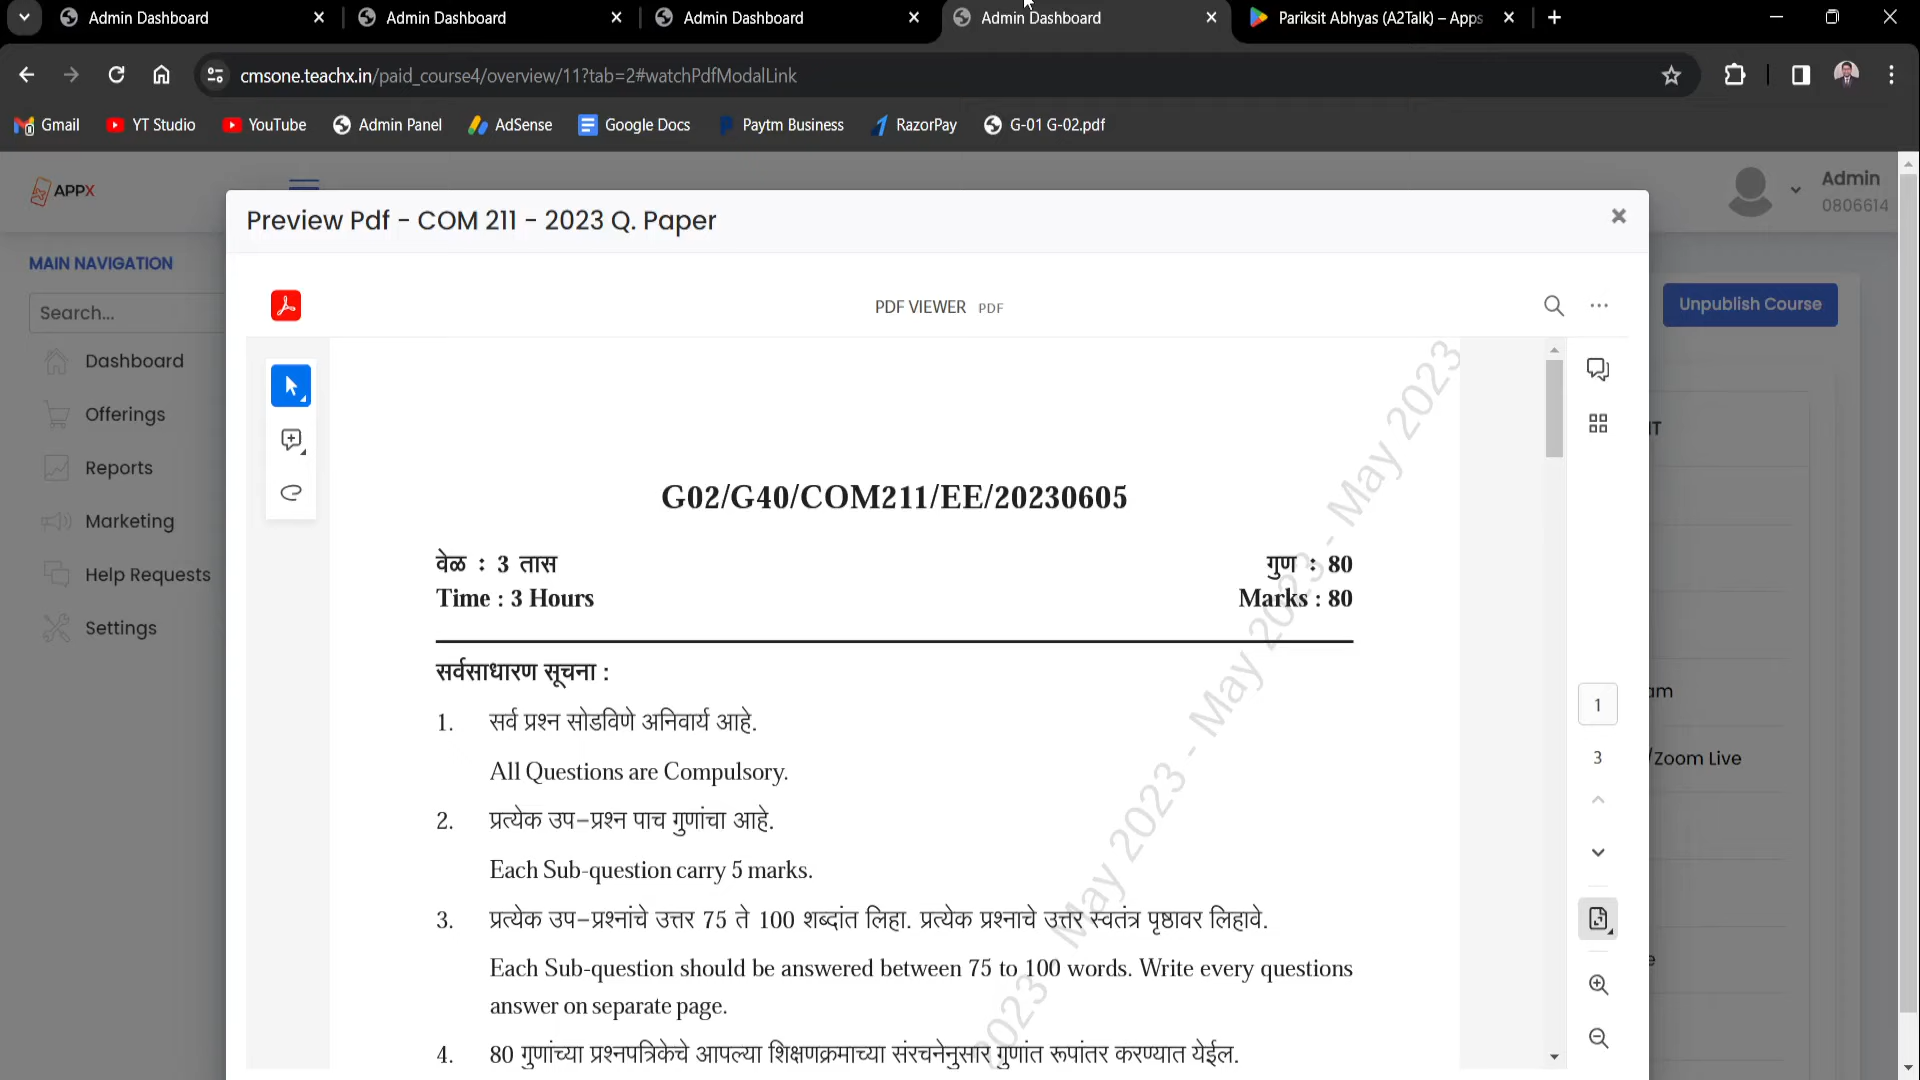 Admin Dashboard
Admin Dashboard
Admin Dashboard
Admin Dashboard
Pariksit Abhyas (A2Talk) – Apps
cmsone.teachx.in/paid_course4/overview/11?tab=2#watchPdfModalLink
Gmail
YT Studio
YouTube
Admin Panel
AdSense
Google Docs
Paytm Business
RazorPay
G-01 G-02.pdf
APPX
Admin
0806614
Preview Pdf - COM 211 - 2023 Q. Paper
MAIN NAVIGATION
Search...
Dashboard
Offerings
Reports
Marketing
Help Requests
Settings
PDF VIEWER PDF
Unpublish Course
G02/G40/COM211/EE/20230605
वेळ : 3 तास
गुण : 80
Time : 3 Hours
Marks : 80
सर्वसाधारण सूचना :
1. सर्व प्रश्न सोडविणे अनिवार्य आहे.
All Questions are Compulsory.
2. प्रत्येक उप-प्रश्न पाच गुणांचा आहे.
Each Sub-question carry 5 marks.
3. प्रत्येक उप-प्रश्नांचे उत्तर 75 ते 100 शब्दांत लिहा. प्रत्येक प्रश्नाचे उत्तर स्वतंत्र पृष्ठावर लिहावे.
Each Sub-question should be answered between 75 to 100 words. Write every questions
answer on separate page.
4. 80 गुणांच्या प्रश्नपत्रिकेचे आपल्या शिक्षणक्रमाच्या संरचनेनुसार गुणांत रूपांतर करण्यात येईल.
2023 - May 2023 - May 2023 - May 2023
1
3
/Zoom Live